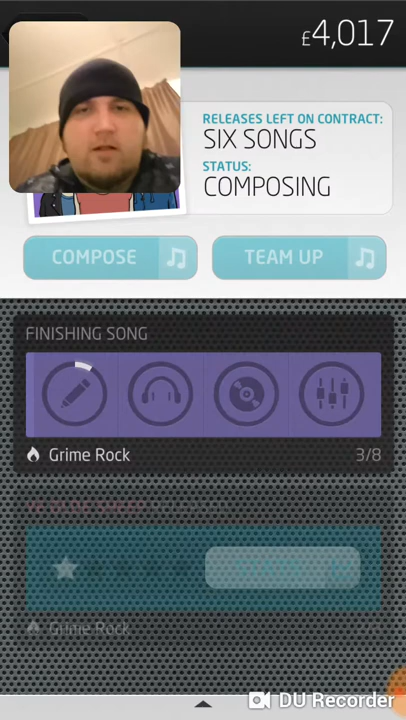 £4,017
RELEASES LEFT ON CONTRACT:
SIX SONGS
STATUS:
COMPOSING
COMPOSE
TEAM UP
FINISHING SONG
Grime Rock
3/8
Grime Rock
DU Recorder